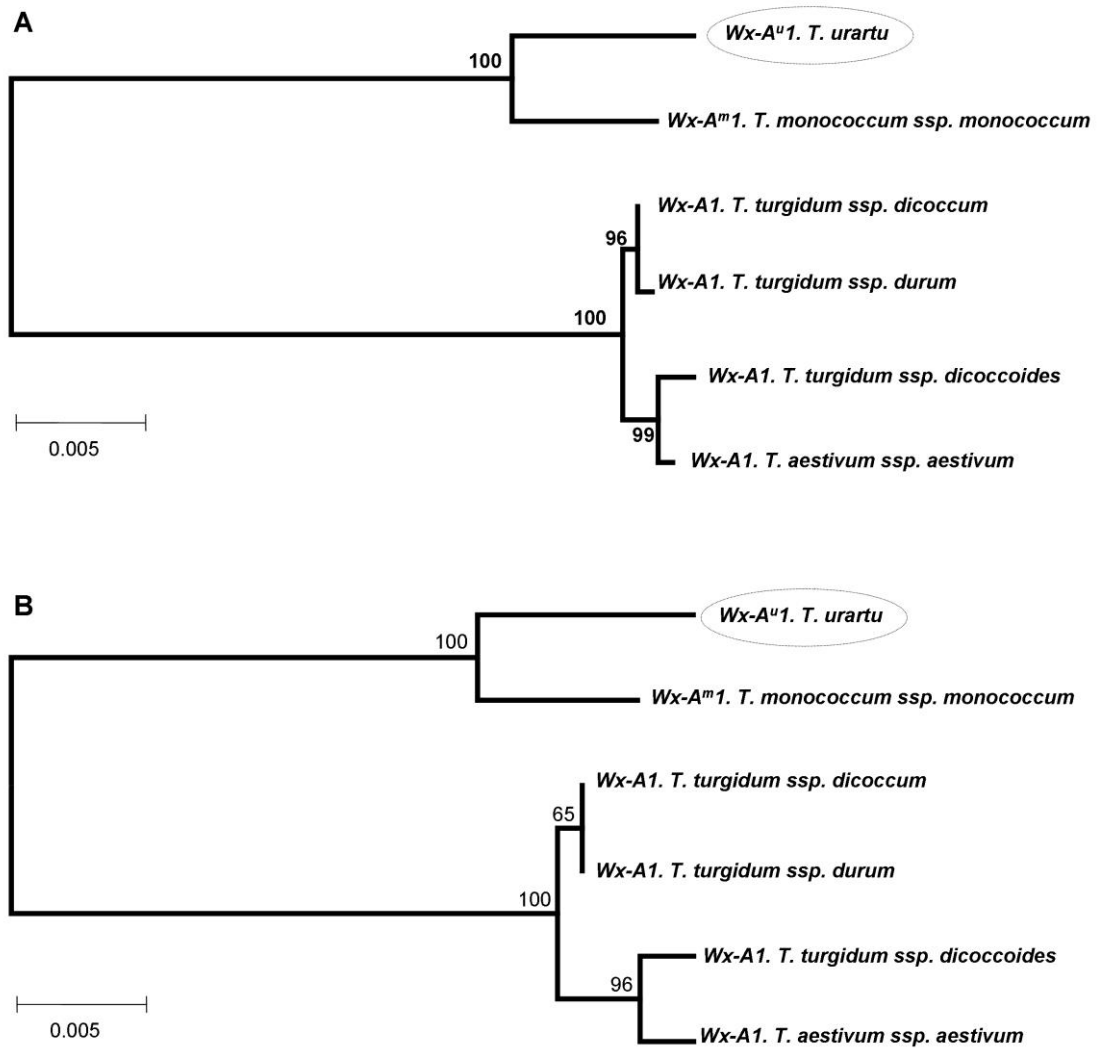 A
Wx-Aᵘ1. T. urartu
100
Wx-Aᵐ1. T. monococcum ssp. monococcum
Wx-A1. T. turgidum ssp. dicoccum
96
Wx-A1. T. turgidum ssp. durum
100
Wx-A1. T. turgidum ssp. dicoccoides
0.005
99
Wx-A1. T. aestivum ssp. aestivum
B
Wx-Aᵘ1. T. urartu
100
Wx-Aᵐ1. T. monococcum ssp. monococcum
Wx-A1. T. turgidum ssp. dicoccum
65
Wx-A1. T. turgidum ssp. durum
100
Wx-A1. T. turgidum ssp. dicoccoides
96
0.005
Wx-A1. T. aestivum ssp. aestivum